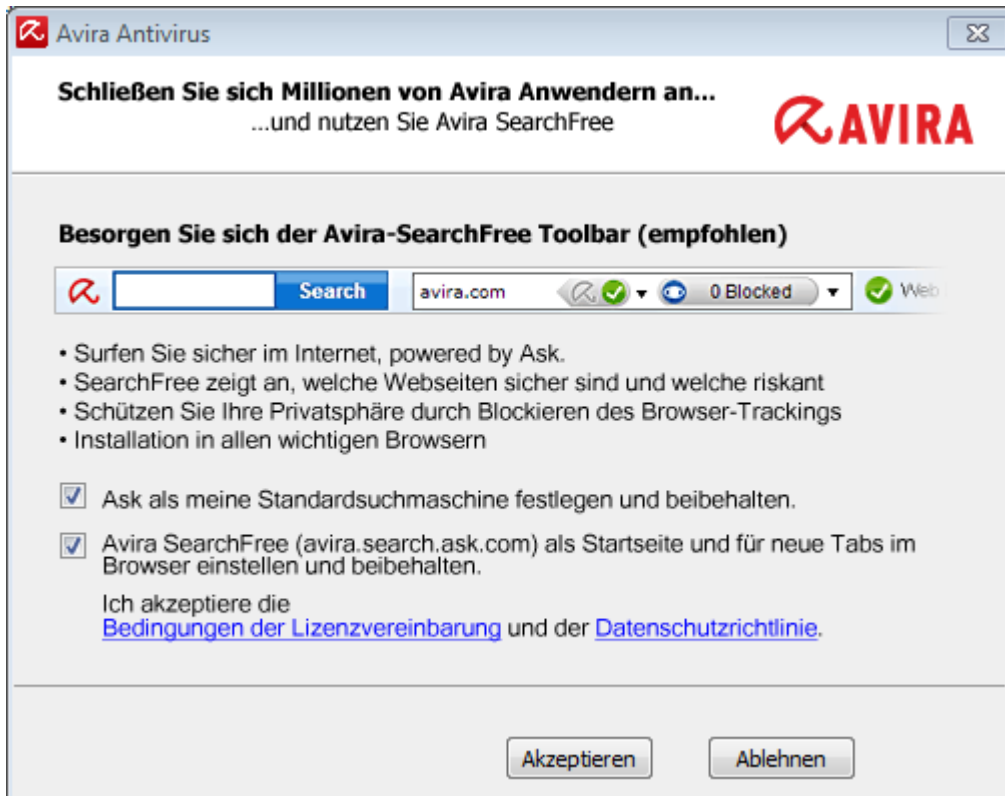 Avira Antivirus
Schließen Sie sich Millionen von Avira Anwendern an...
...und nutzen Sie Avira SearchFree
AVIRA
Besorgen Sie sich der Avira-SearchFree Toolbar (empfohlen)
Search avira.com 0 Blocked Web
• Surfen Sie sicher im Internet, powered by Ask.
• SearchFree zeigt an, welche Webseiten sicher sind und welche riskant
• Schützen Sie Ihre Privatsphäre durch Blockieren des Browser-Trackings
• Installation in allen wichtigen Browsern
Ask als meine Standardsuchmaschine festlegen und beibehalten.
Avira SearchFree (avira.search.ask.com) als Startseite und für neue Tabs im
Browser einstellen und beibehalten.
Ich akzeptiere die
Bedingungen der Lizenzvereinbarung und der Datenschutzrichtlinie.
Akzeptieren Ablehnen